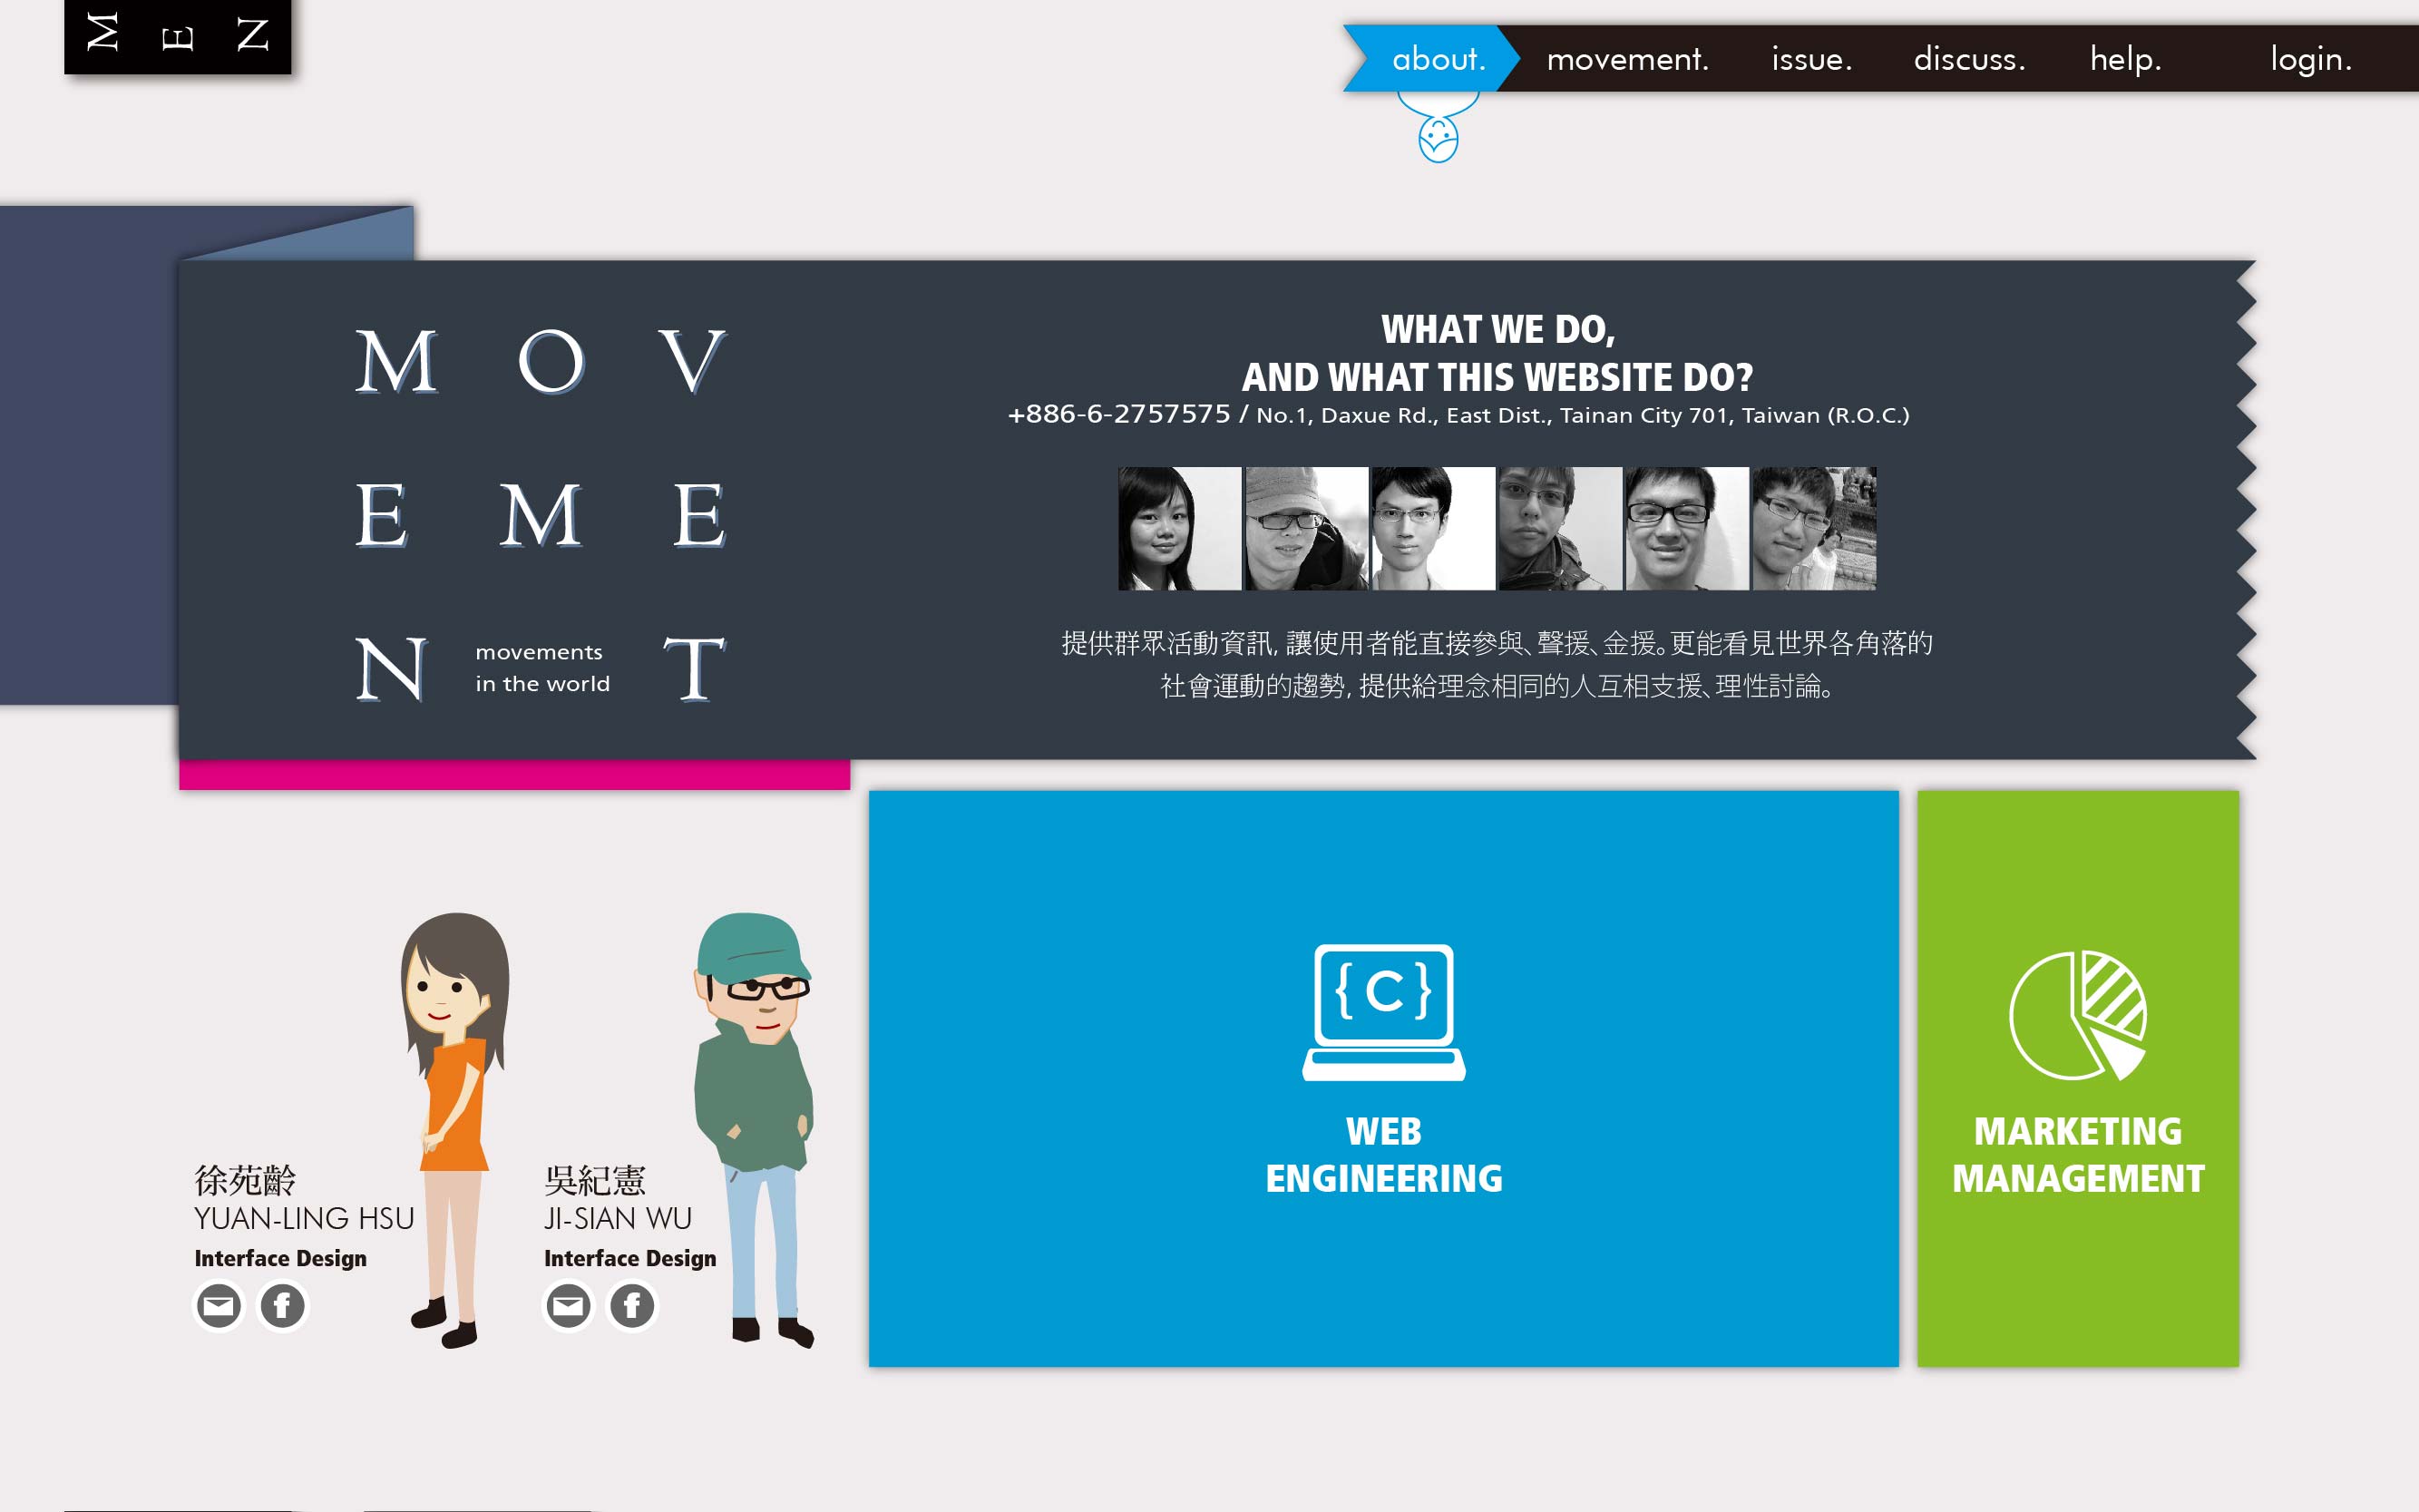 M E N
about. movement. issue. discuss. help. login.
M O V
E M E
N T
movements
in the world
WHAT WE DO,
AND WHAT THIS WEBSITE DO?
+886-6-2757575 / No.1, Daxue Rd., East Dist., Tainan City 701, Taiwan (R.O.C.)
提供群眾活動資訊，讓使用者能直接參與、聲援、金援。更能看見世界各角落的
社會運動的趨勢，提供給理念相同的人互相支援、理性討論。
徐苑齡
YUAN-LING HSU
Interface Design
f
吳紀憲
JI-SIAN WU
Interface Design
f
{C}
WEB
ENGINEERING
MARKETING
MANAGEMENT